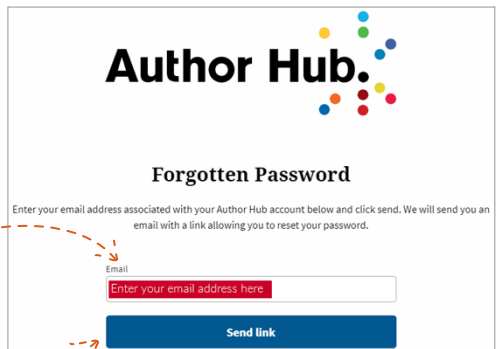 Author Hub.
Forgotten Password
Enter your email address associated with your Author Hub account below and click send. We will send you an
email with a link allowing you to reset your password.
Email
Enter your email address here
Send link